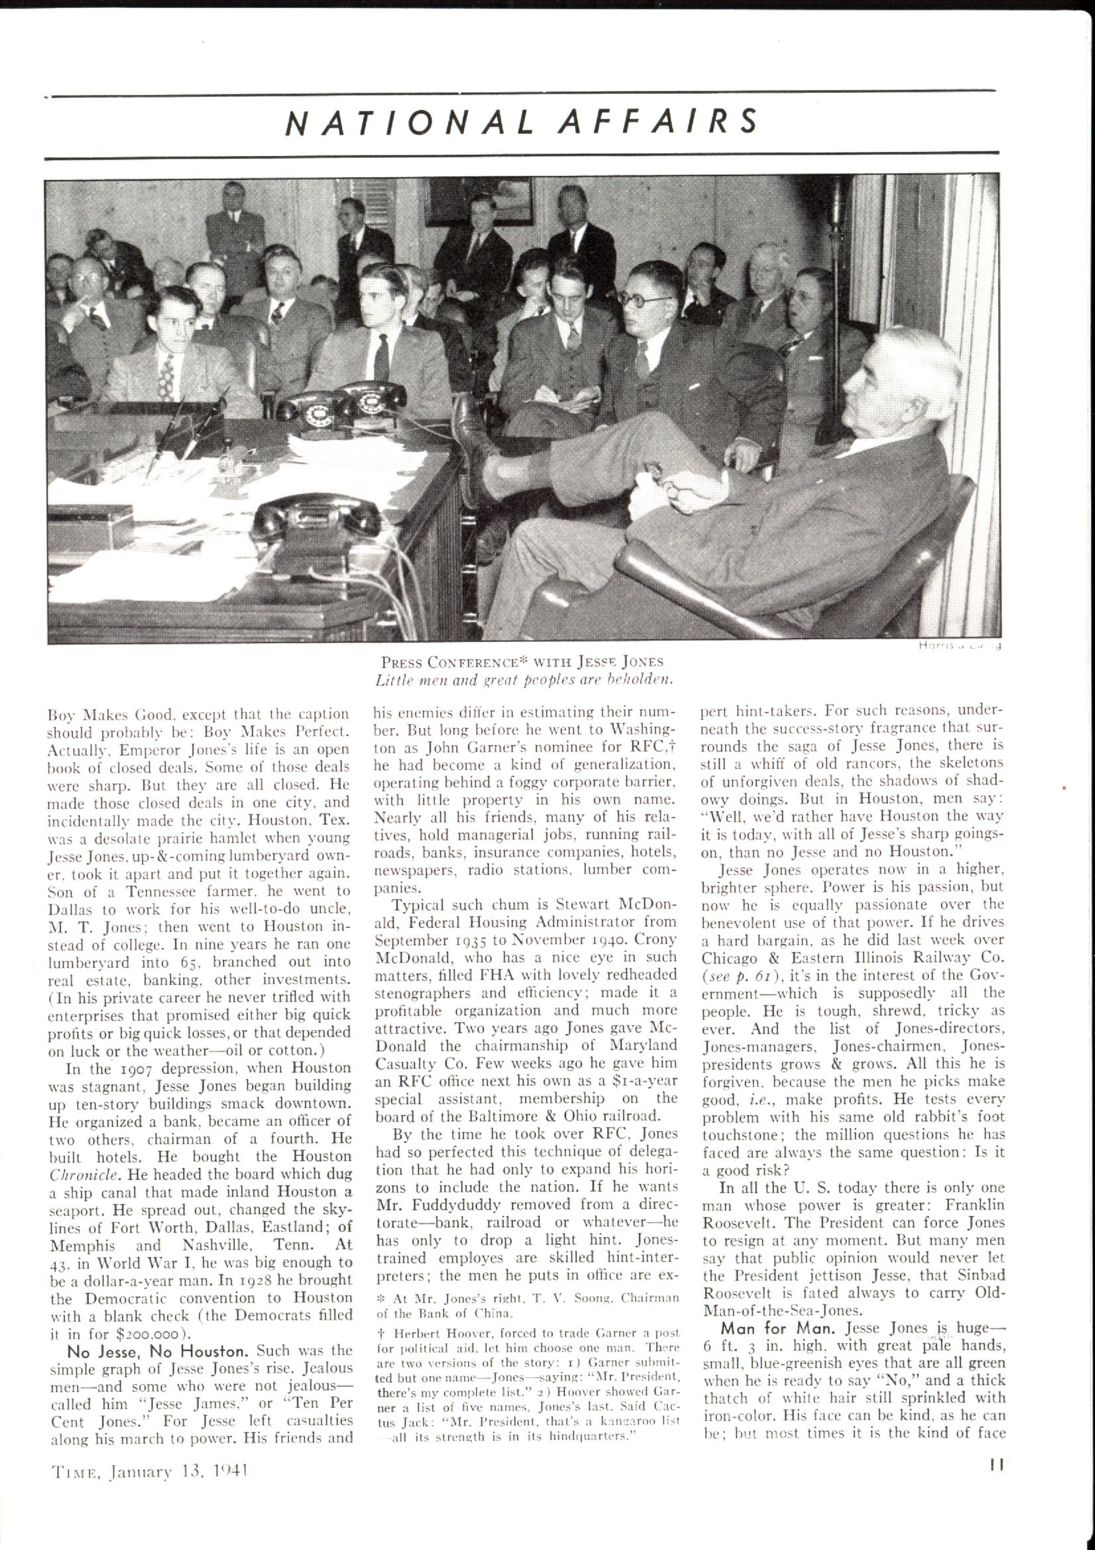 NATIONAL AFFAIRS
Harris & Ewing
PRESS CONFERENCE* WITH JESSE JONES
Little men and great peoples are beholden.
Boy Makes Good, except that the caption
should probably be: Boy Makes Perfect.
Actually, Emperor Jones's life is an open
book of closed deals. Some of those deals
were sharp. But they are all closed. He
made those closed deals in one city, and
incidentally made the city. Houston, Tex.
was a desolate prairie hamlet when young
Jesse Jones, up-&-coming lumberyard own-
er, took it apart and put it together again.
Son of a Tennessee farmer, he went to
Dallas to work for his well-to-do uncle,
M. T. Jones; then went to Houston in-
stead of college. In nine years he ran one
lumberyard into 65, branched out into
real estate, banking, other investments.
(In his private career he never trifled with
enterprises that promised either big quick
profits or big quick losses, or that depended
on luck or the weather—oil or cotton.)
In the 1907 depression, when Houston
was stagnant, Jesse Jones began building
up ten-story buildings smack downtown.
He organized a bank, became an officer of
two others, chairman of a fourth. He
built hotels. He bought the Houston
Chronicle. He headed the board which dug
a ship canal that made inland Houston a
seaport. He spread out, changed the sky-
lines of Fort Worth, Dallas, Eastland; of
Memphis and Nashville, Tenn. At
43, in World War I, he was big enough to
be a dollar-a-year man. In 1928 he brought
the Democratic convention to Houston
with a blank check (the Democrats filled
it in for $200,000).
No Jesse, No Houston. Such was the
simple graph of Jesse Jones's rise. Jealous
men—and some who were not jealous—
called him "Jesse James," or "Ten Per
Cent Jones." For Jesse left casualties
along his march to power. His friends and
his enemies differ in estimating their num-
ber. But long before he went to Washing-
ton as John Garner's nominee for RFC,†
he had become a kind of generalization,
operating behind a foggy corporate barrier,
with little property in his own name.
Nearly all his friends, many of his rela-
tives, hold managerial jobs, running rail-
roads, banks, insurance companies, hotels,
newspapers, radio stations, lumber com-
panies.
Typical such chum is Stewart McDon-
ald, Federal Housing Administrator from
September 1935 to November 1940. Crony
McDonald, who has a nice eye in such
matters, filled FHA with lovely redheaded
stenographers and efficiency; made it a
profitable organization and much more
attractive. Two years ago Jones gave Mc-
Donald the chairmanship of Maryland
Casualty Co. Few weeks ago he gave him
an RFC office next his own as a $1-a-year
special assistant, membership on the
board of the Baltimore & Ohio railroad.
By the time he took over RFC, Jones
had so perfected this technique of delega-
tion that he had only to expand his hori-
zons to include the nation. If he wants
Mr. Fuddyduddy removed from a direc-
torate—bank, railroad or whatever—he
has only to drop a light hint. Jones-
trained employes are skilled hint-inter-
preters; the men he puts in office are ex-
* At Mr. Jones's right, T. V. Soong, Chairman
of the Bank of China.
† Herbert Hoover, forced to trade Garner a post
for political aid, let him choose one man. There
are two versions of the story: 1) Garner submit-
ted but one name—Jones—saying: "Mr. President,
there's my complete list." 2) Hoover showed Gar-
ner a list of five names, Jones's last. Said Cac-
tus Jack: "Mr. President, that's a kangaroo list
—all its strength is in its hindquarters."
pert hint-takers. For such reasons, under-
neath the success-story fragrance that sur-
rounds the saga of Jesse Jones, there is
still a whiff of old rancors, the skeletons
of unforgiven deals, the shadows of shad-
owy doings. But in Houston, men say:
"Well, we'd rather have Houston the way
it is today, with all of Jesse's sharp goings-
on, than no Jesse and no Houston."
Jesse Jones operates now in a higher,
brighter sphere. Power is his passion, but
now he is equally passionate over the
benevolent use of that power. If he drives
a hard bargain, as he did last week over
Chicago & Eastern Illinois Railway Co.
(see p. 61), it's in the interest of the Gov-
ernment—which is supposedly all the
people. He is tough, shrewd, tricky as
ever. And the list of Jones-directors,
Jones-managers, Jones-chairmen, Jones-
presidents grows & grows. All this he is
forgiven, because the men he picks make
good, i.e., make profits. He tests every
problem with his same old rabbit's foot
touchstone; the million questions he has
faced are always the same question: Is it
a good risk?
In all the U. S. today there is only one
man whose power is greater: Franklin
Roosevelt. The President can force Jones
to resign at any moment. But many men
say that public opinion would never let
the President jettison Jesse, that Sinbad
Roosevelt is fated always to carry Old-
Man-of-the-Sea-Jones.
Man for Man. Jesse Jones is huge—
6 ft. 3 in. high, with great pale hands,
small, blue-greenish eyes that are all green
when he is ready to say "No," and a thick
thatch of white hair still sprinkled with
iron-color. His face can be kind, as he can
be; but most times it is the kind of face
TIME, January 13, 1941
11